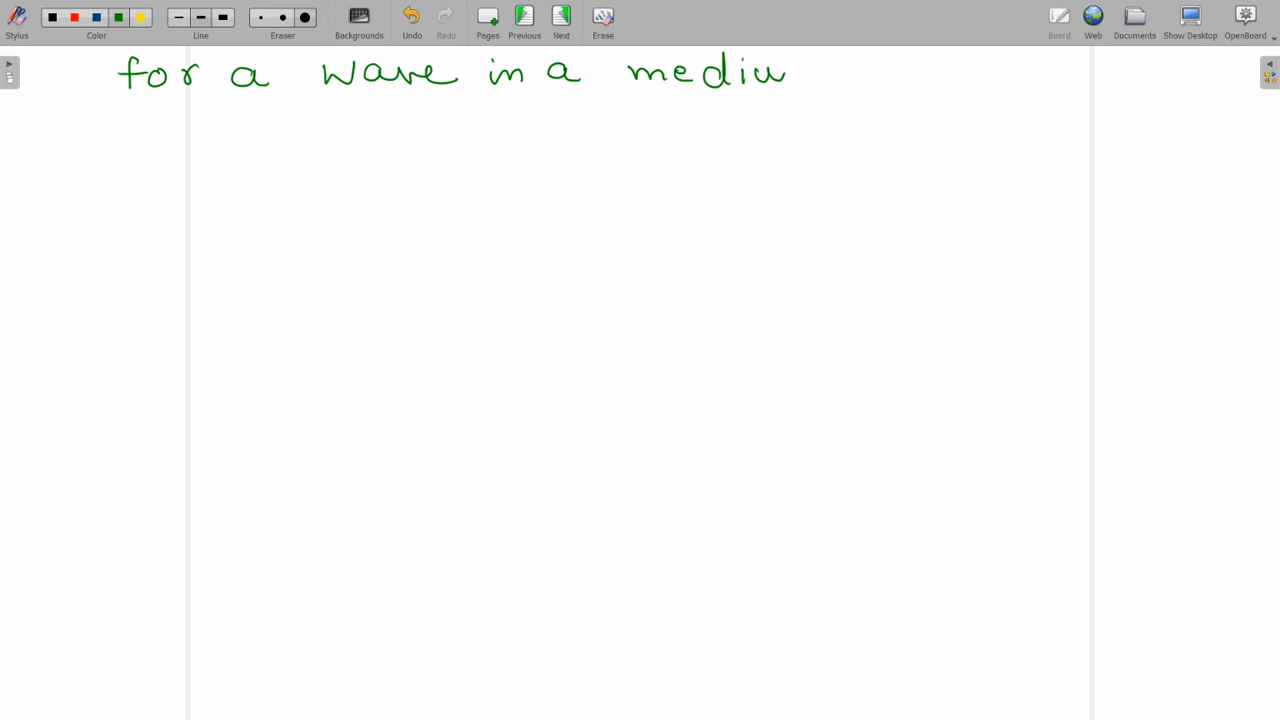 Stylus Color Line Eraser Backgrounds Undo Redo Pages Previous Next Erase Board Web Documents Show Desktop OpenBoard
for a wave in a mediu